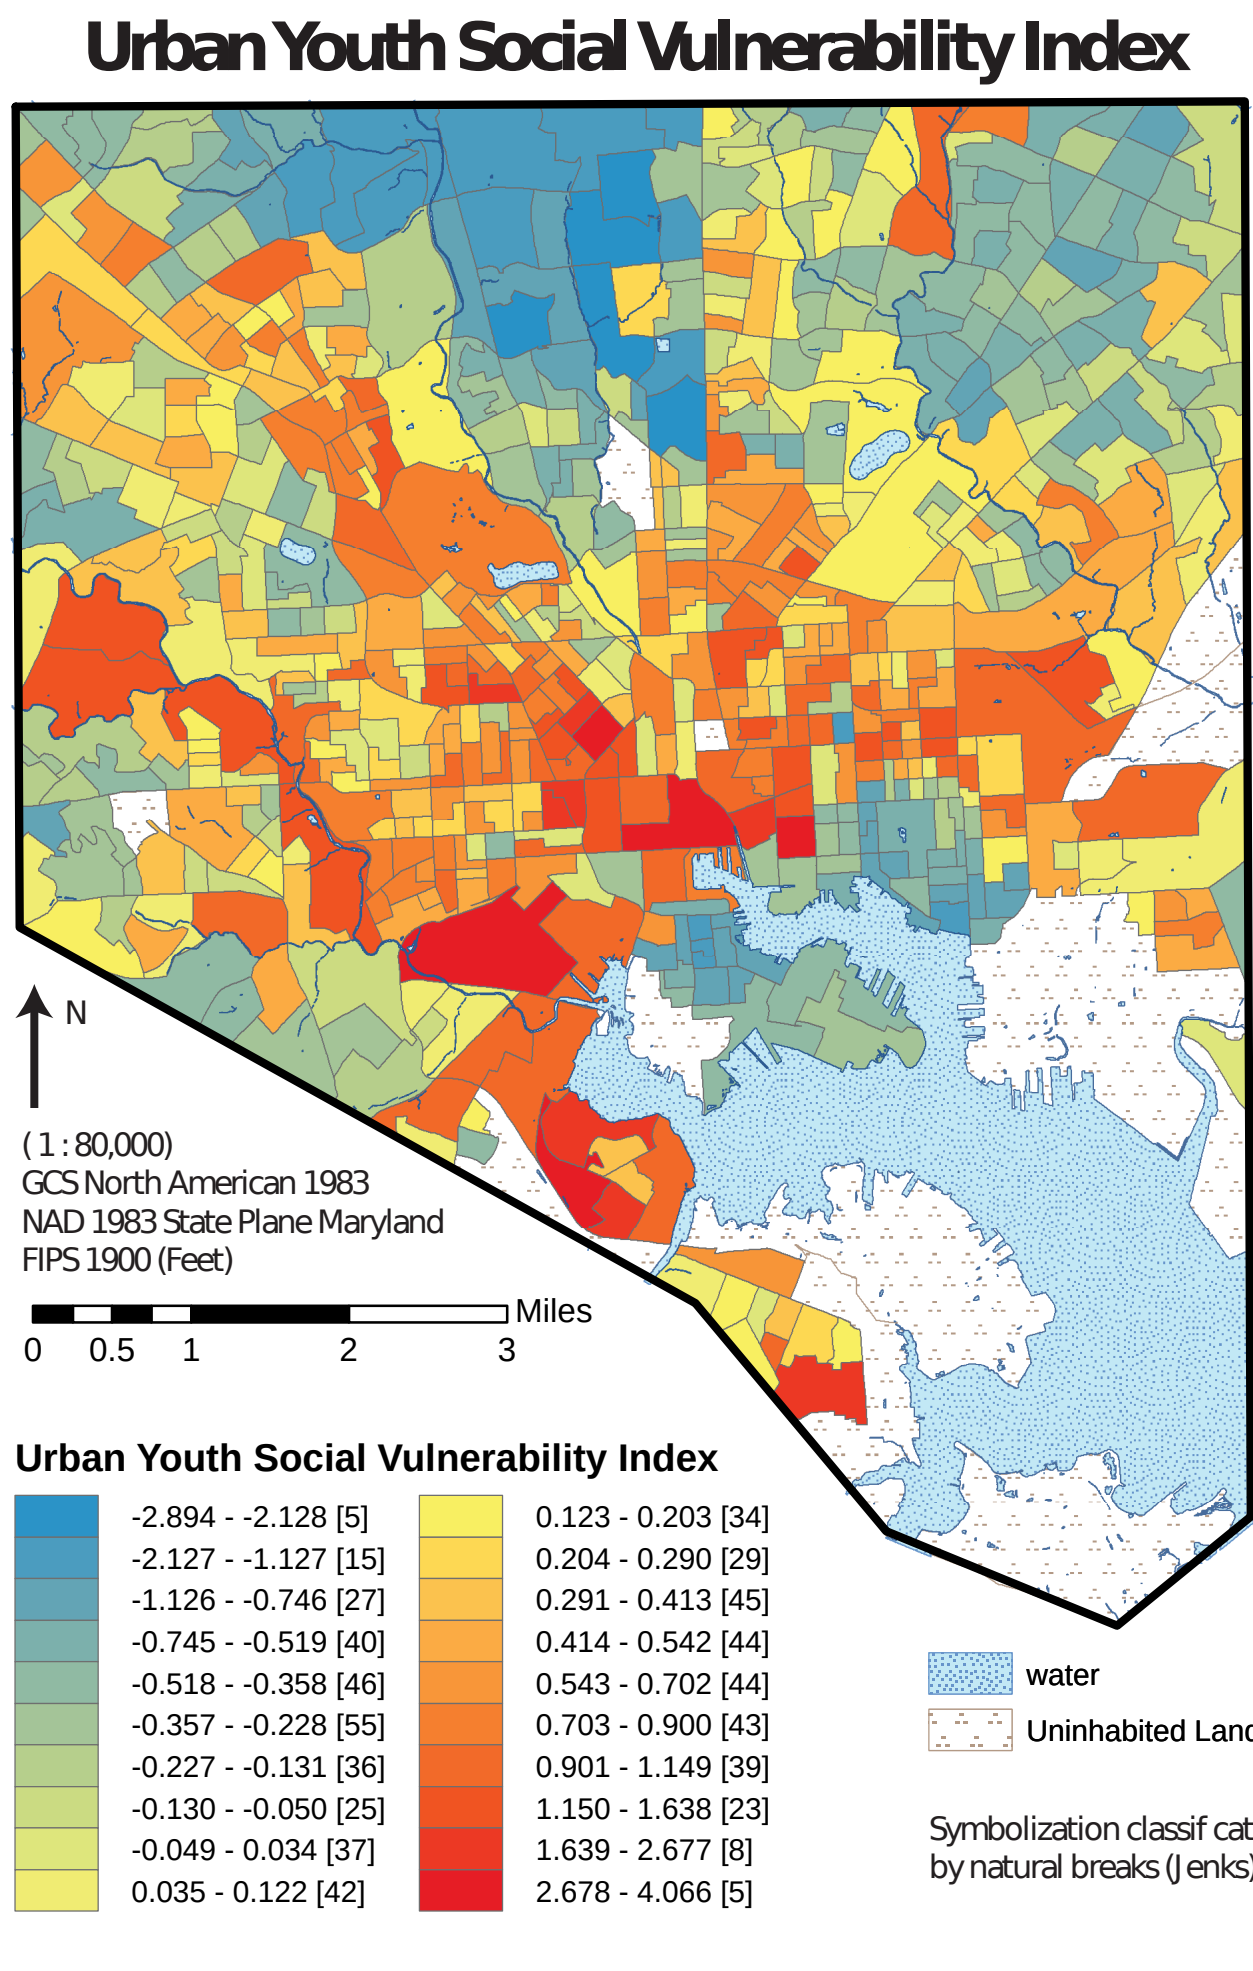 Urban Youth Social Vulnerability Index
N
( 1 : 80,000)
GCS North American 1983
NAD 1983 State Plane Maryland
FIPS 1900 (Feet)
Miles
0 0.5 1 2 3
Urban Youth Social Vulnerability Index
-2.894 - -2.128 [5]
-2.127 - -1.127 [15]
-1.126 - -0.746 [27]
-0.745 - -0.519 [40]
-0.518 - -0.358 [46]
-0.357 - -0.228 [55]
-0.227 - -0.131 [36]
-0.130 - -0.050 [25]
-0.049 - 0.034 [37]
0.035 - 0.122 [42]
0.123 - 0.203 [34]
0.204 - 0.290 [29]
0.291 - 0.413 [45]
0.414 - 0.542 [44]
0.543 - 0.702 [44]
0.703 - 0.900 [43]
0.901 - 1.149 [39]
1.150 - 1.638 [23]
1.639 - 2.677 [8]
2.678 - 4.066 [5]
water
Uninhabited Lan
Symbolization classif cat
by natural breaks (Jenks)